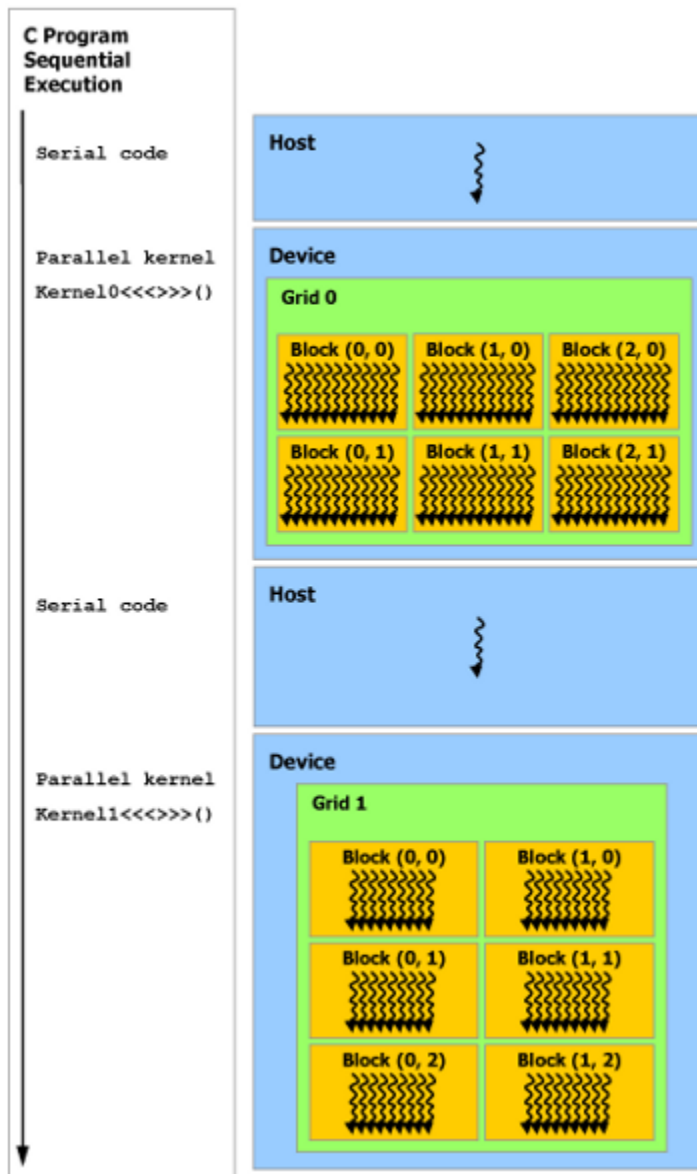 C Program
Sequential
Execution
Serial code
Host
Parallel kernel
Kernel0<<<>>>()
Device
Grid 0
Block (0, 0)
Block (1, 0)
Block (2, 0)
Block (0, 1)
Block (1, 1)
Block (2, 1)
Serial code
Host
Parallel kernel
Kernel1<<<>>>()
Device
Grid 1
Block (0, 0)
Block (1, 0)
Block (0, 1)
Block (1, 1)
Block (0, 2)
Block (1, 2)